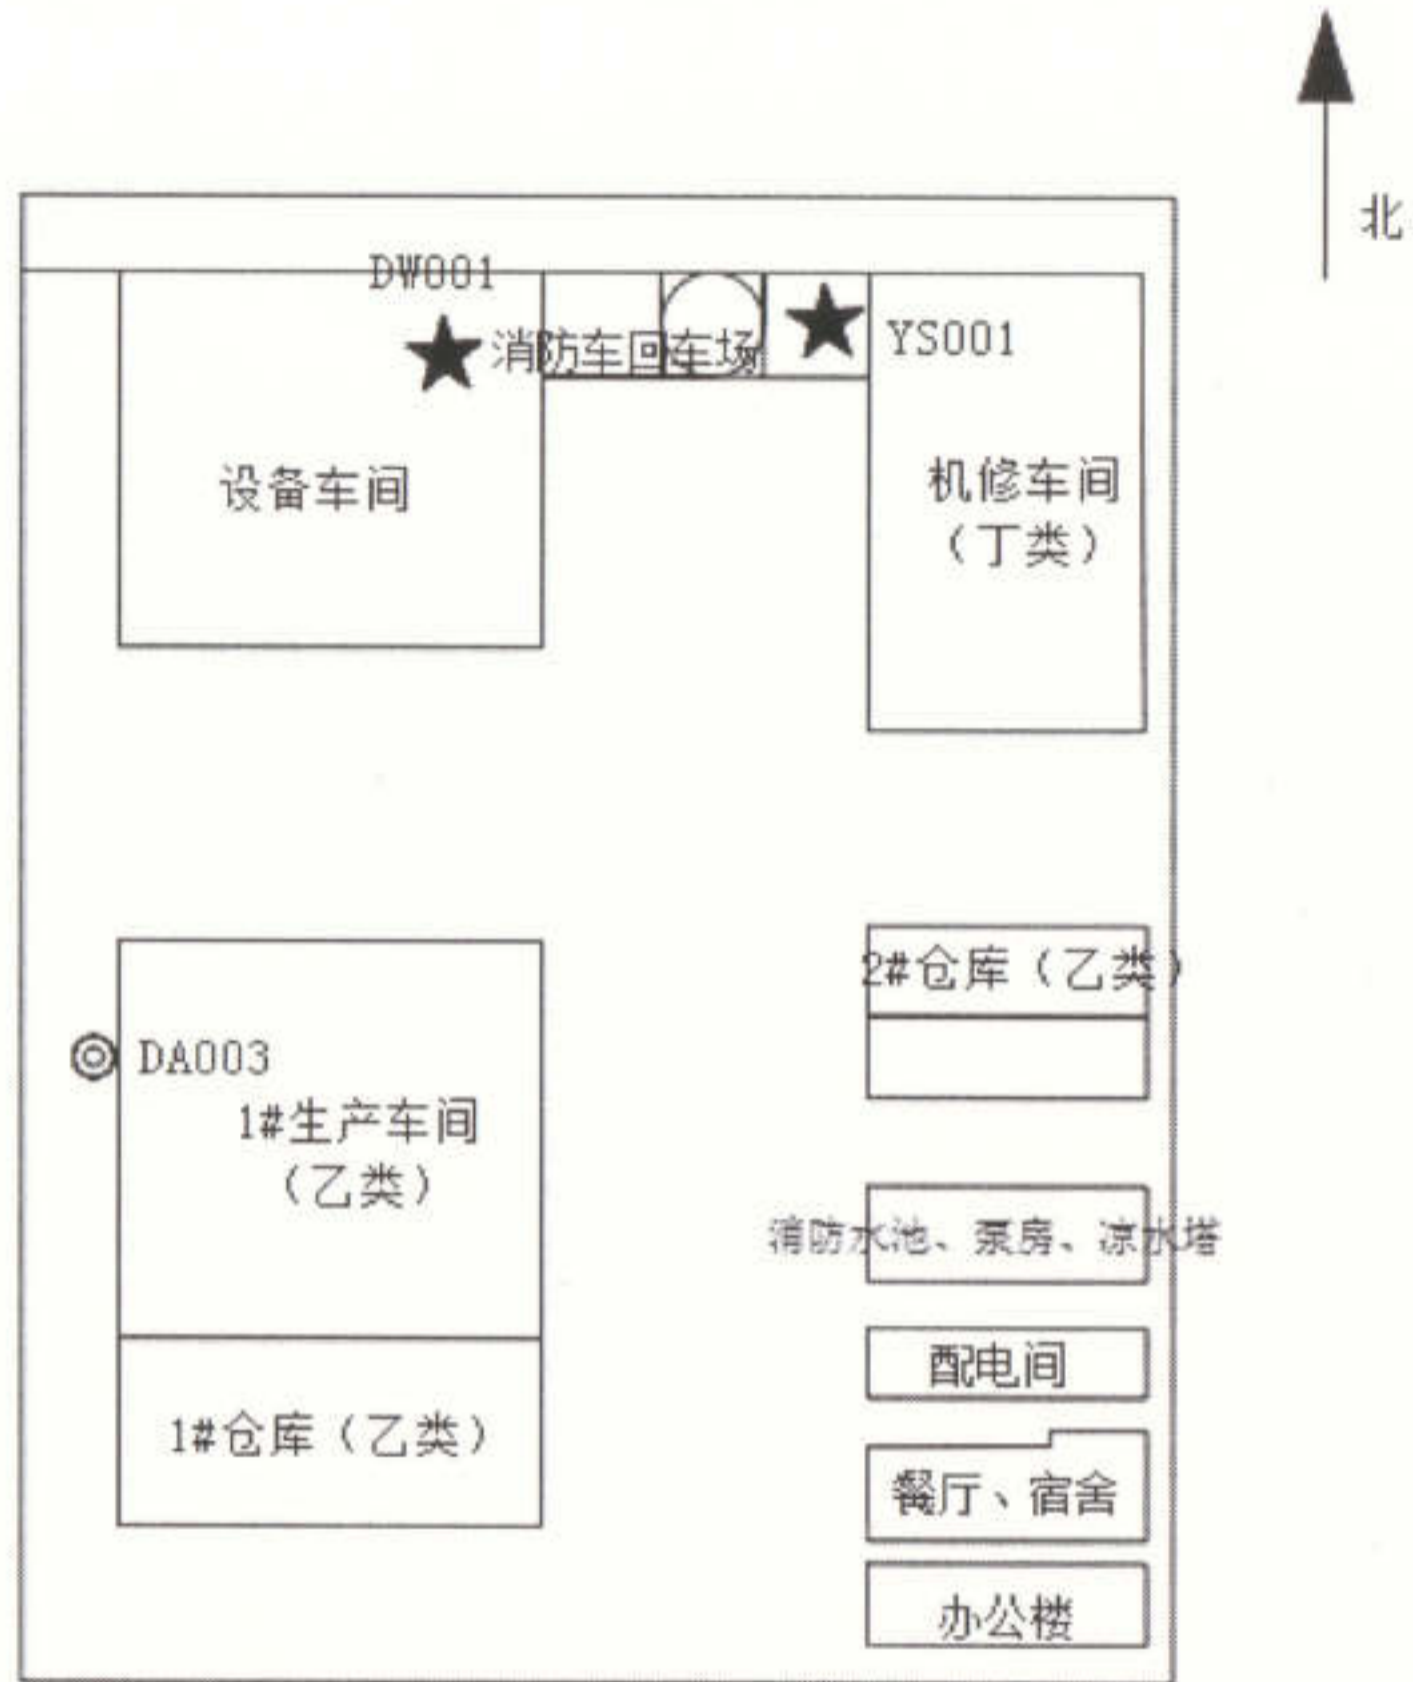 北
DW001
消防车回车场
YS001
设备车间
机修车间
（丁类）
2#仓库（乙类）
DA003
1#生产车间
（乙类）
消防水池、泵房、凉水塔
配电间
1#仓库（乙类）
餐厅、宿舍
办公楼